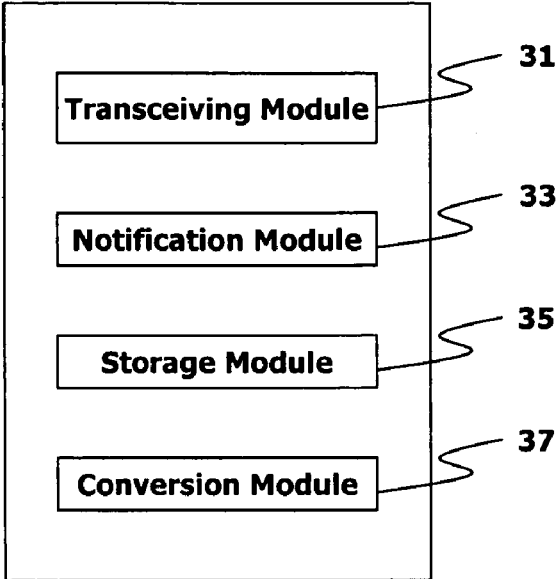 31
Transceiving Module
33
Notification Module
35
Storage Module
37
Conversion Module